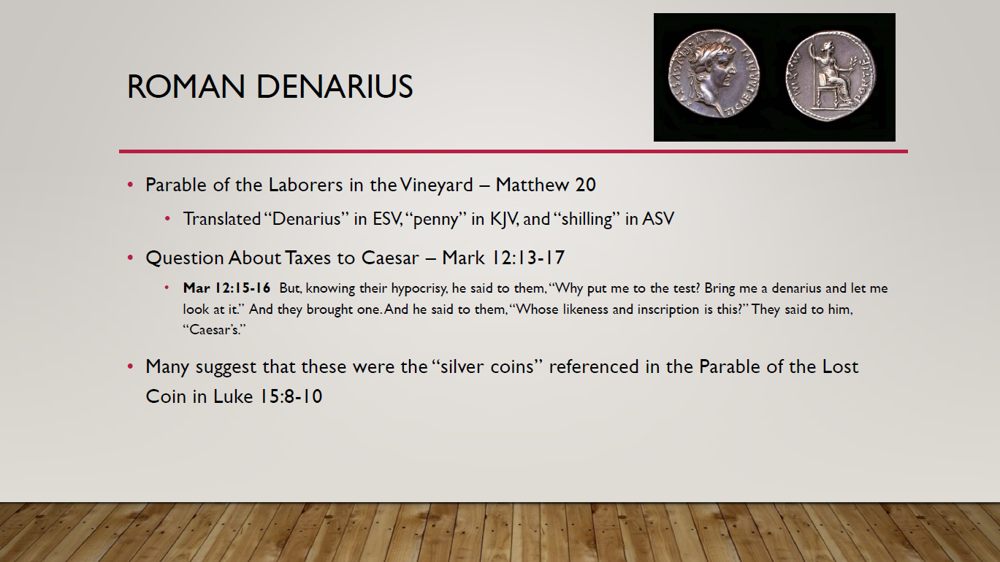 ROMAN DENARIUS
• Parable of the Laborers in the Vineyard – Matthew 20
• Translated “Denarius” in ESV, “penny” in KJV, and “shilling” in ASV
• Question About Taxes to Caesar – Mark 12:13-17
• Mar 12:15-16 But, knowing their hypocrisy, he said to them, “Why put me to the test? Bring me a denarius and let me
look at it.” And they brought one. And he said to them, “Whose likeness and inscription is this?” They said to him,
“Caesar’s.”
• Many suggest that these were the “silver coins” referenced in the Parable of the Lost
Coin in Luke 15:8-10